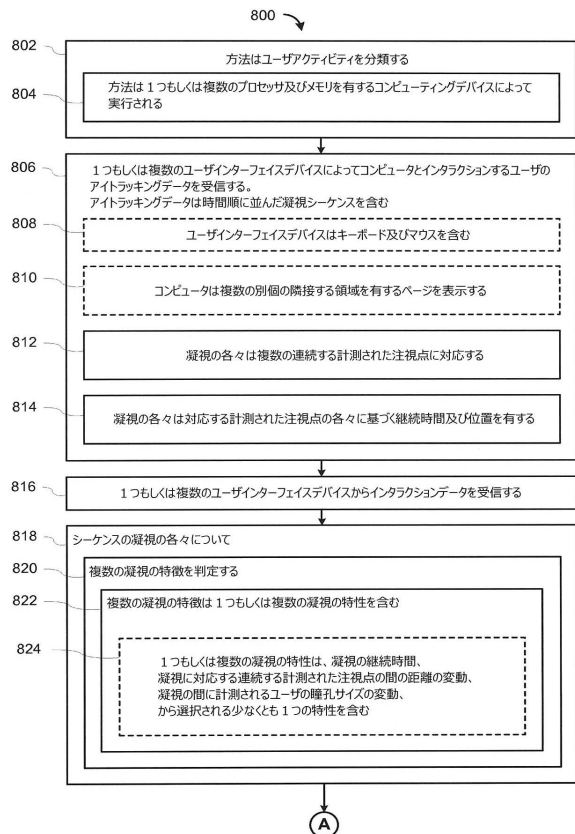 800
802
方法はユーザアクティビティを分類する
804
方法は１つもしくは複数のプロセッサ及びメモリを有するコンピューティングデバイスによって
実行される
806
１つもしくは複数のユーザインターフェイスデバイスによってコンピュータとインタラクションするユーザの
アイトラッキングデータを受信する。
アイトラッキングデータは時間順に並んだ凝視シーケンスを含む
808
ユーザインターフェイスデバイスはキーボード及びマウスを含む
810
コンピュータは複数の別個の隣接する領域を有するページを表示する
812
凝視の各々は複数の連続する計測された注視点に対応する
814
凝視の各々は対応する計測された注視点の各々に基づく継続時間及び位置を有する
816
１つもしくは複数のユーザインターフェイスデバイスからインタラクションデータを受信する
818
シーケンスの凝視の各々について
820
複数の凝視の特徴を判定する
822
複数の凝視の特徴は１つもしくは複数の凝視の特性を含む
824
１つもしくは複数の凝視の特性は、凝視の継続時間、
凝視に対応する連続する計測された注視点の間の距離の変動、
凝視の間に計測されるユーザの瞳孔サイズの変動、
から選択される少なくとも１つの特性を含む
A